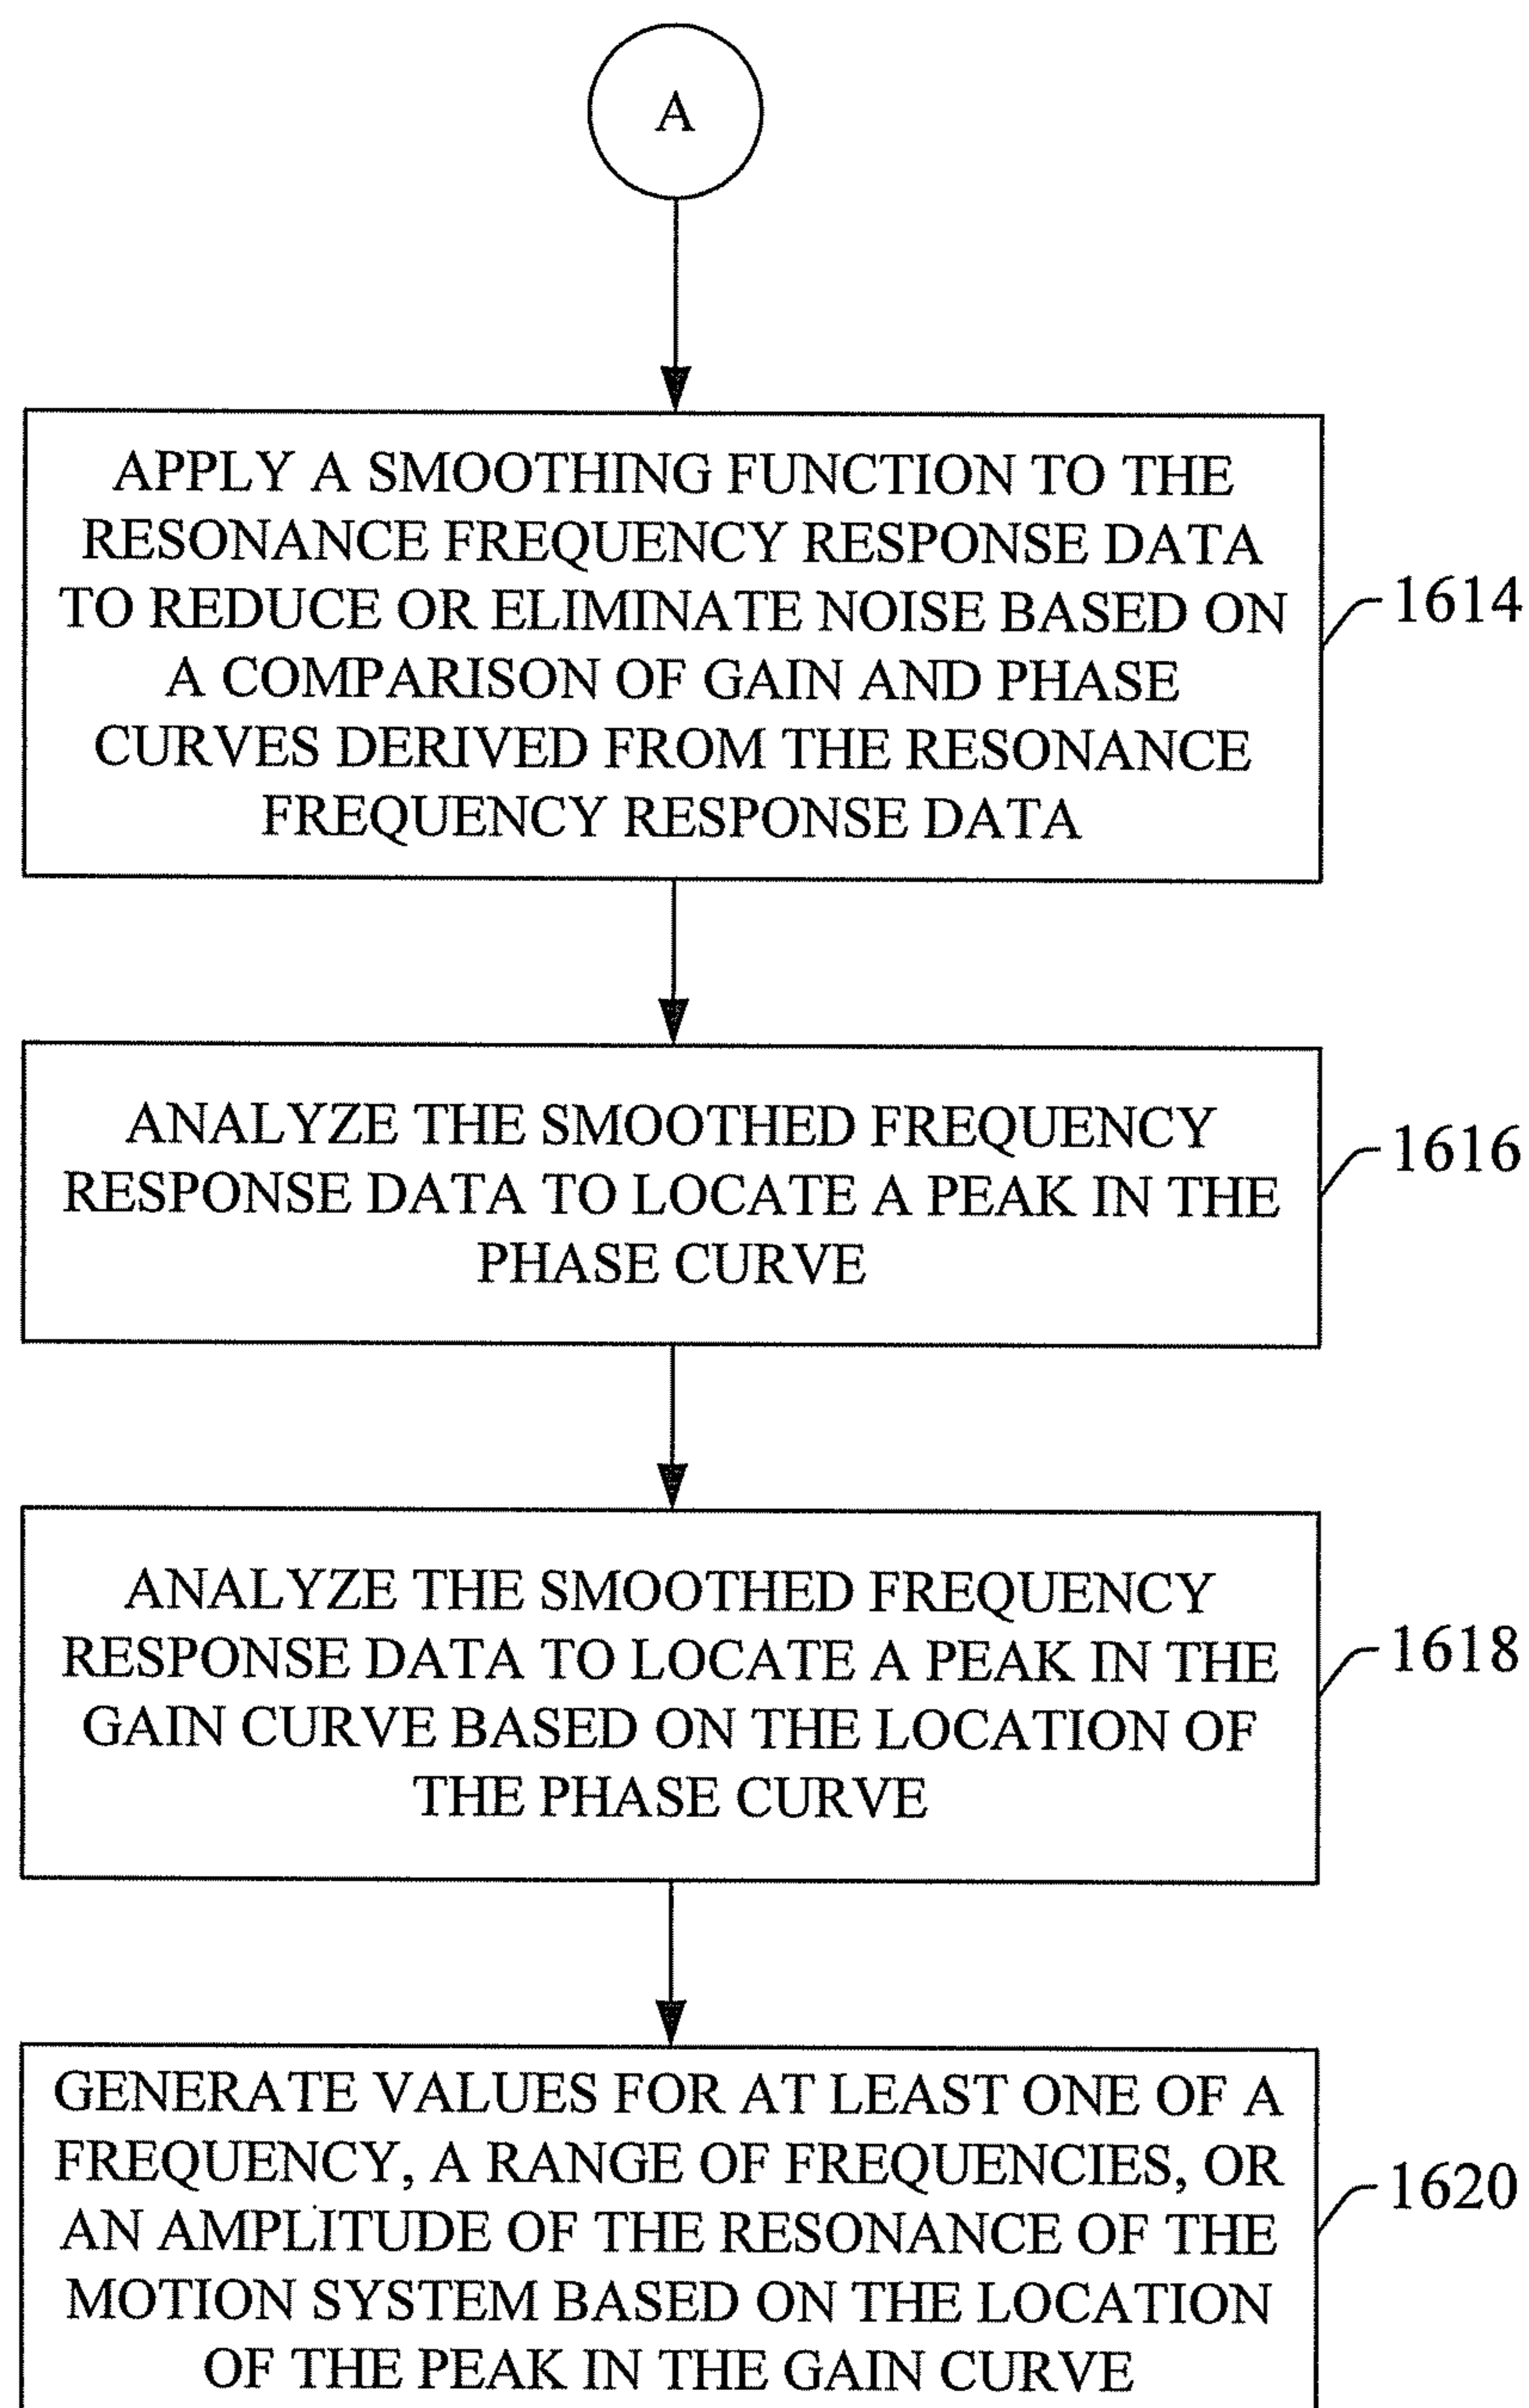 A
APPLY A SMOOTHING FUNCTION TO THE
RESONANCE FREQUENCY RESPONSE DATA
TO REDUCE OR ELIMINATE NOISE BASED ON
A COMPARISON OF GAIN AND PHASE
CURVES DERIVED FROM THE RESONANCE
FREQUENCY RESPONSE DATA
1614
ANALYZE THE SMOOTHED FREQUENCY
RESPONSE DATA TO LOCATE A PEAK IN THE
PHASE CURVE
1616
ANALYZE THE SMOOTHED FREQUENCY
RESPONSE DATA TO LOCATE A PEAK IN THE
GAIN CURVE BASED ON THE LOCATION OF
THE PHASE CURVE
1618
GENERATE VALUES FOR AT LEAST ONE OF A
FREQUENCY, A RANGE OF FREQUENCIES, OR
AN AMPLITUDE OF THE RESONANCE OF THE
MOTION SYSTEM BASED ON THE LOCATION
OF THE PEAK IN THE GAIN CURVE
1620